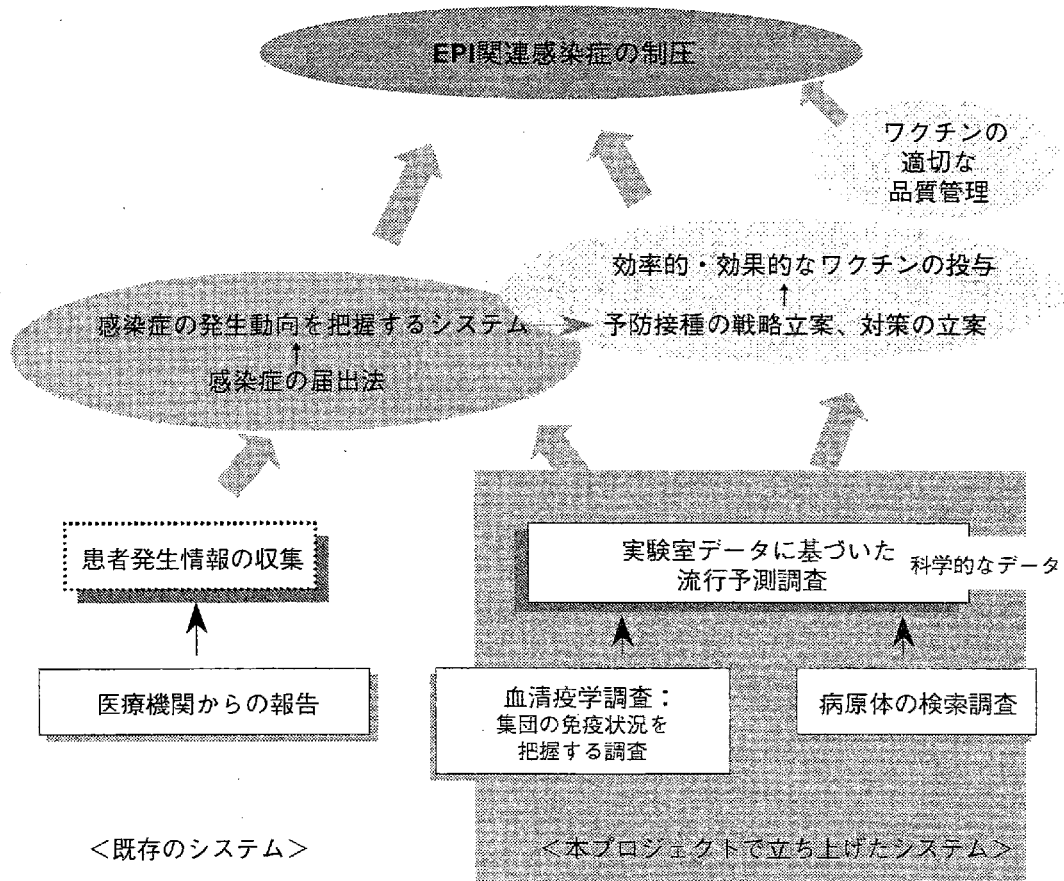 EPI関連感染症の制圧
ワクチンの
適切な
品質管理
効率的・効果的なワクチンの投与
↑
予防接種の戦略立案、対策の立案
感染症の発生動向を把握するシステム
↑
感染症の届出法
患者発生情報の収集
実験室データに基づいた
流行予測調査
科学的なデータ
医療機関からの報告
血清疫学調査：
集団の免疫状況を
把握する調査
病原体の検索調査
＜既存のシステム＞
＜本プロジェクトで立ち上げたシステム＞